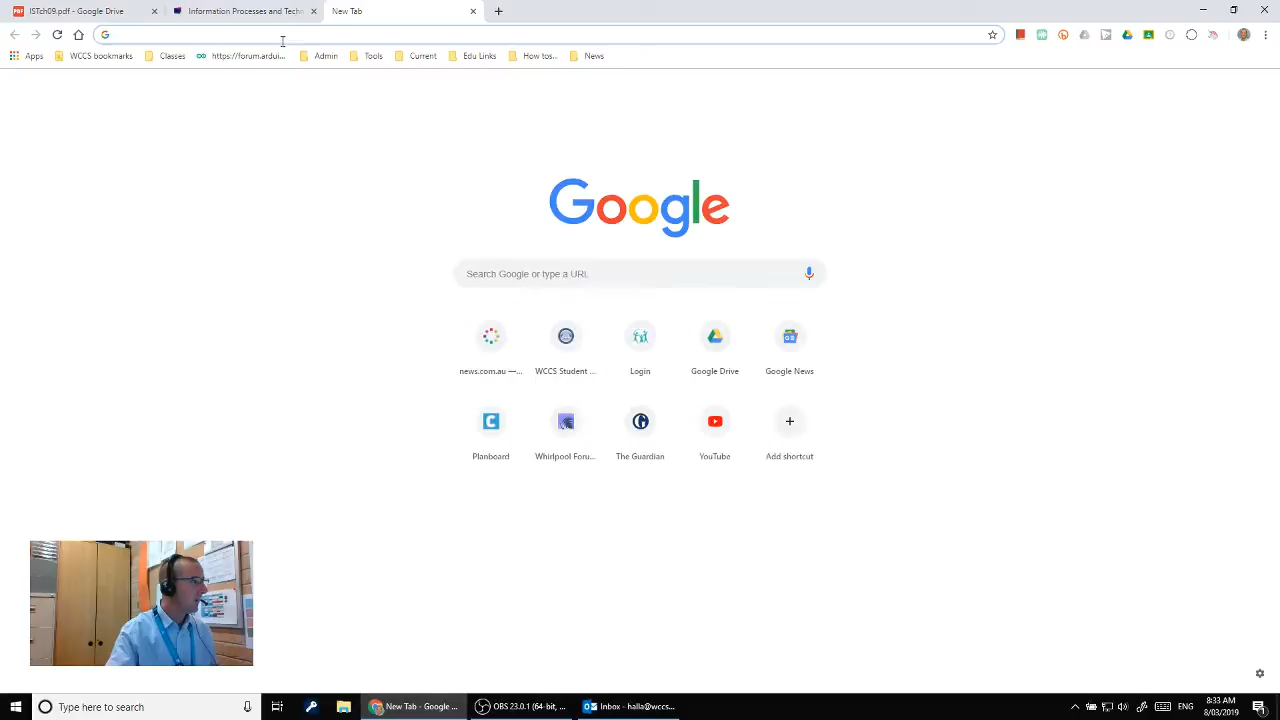 ISTch09.pdf - Google Drive
Information Processes and Techn
New Tab
Apps
WCCS bookmarks
Classes
https://forum.ardui...
Admin
Tools
Current
Edu Links
How tos...
News
Google
Search Google or type a URL
news.com.au —...
WCCS Student ...
Login
Google Drive
Google News
Planboard
Whirlpool Foru...
The Guardian
YouTube
Add shortcut
Type here to search
New Tab - Google ...
OBS 23.0.1 (64-bit, ...
Inbox - halla@wccs...
ENG
8:33 AM
8/03/2019